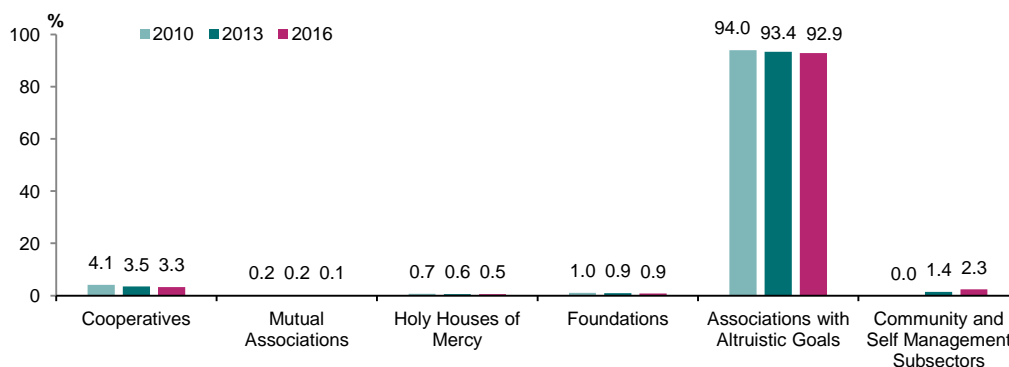 %
100
80
60
40
20
0
2010 2013 2016
4.1 3.5 3.3
0.2 0.2 0.1
0.7 0.6 0.5
1.0 0.9 0.9
94.0 93.4 92.9
0.0 1.4 2.3
Cooperatives
Mutual
Associations
Holy Houses of
Mercy
Foundations
Associations with
Altruistic Goals
Community and
Self Management
Subsectors